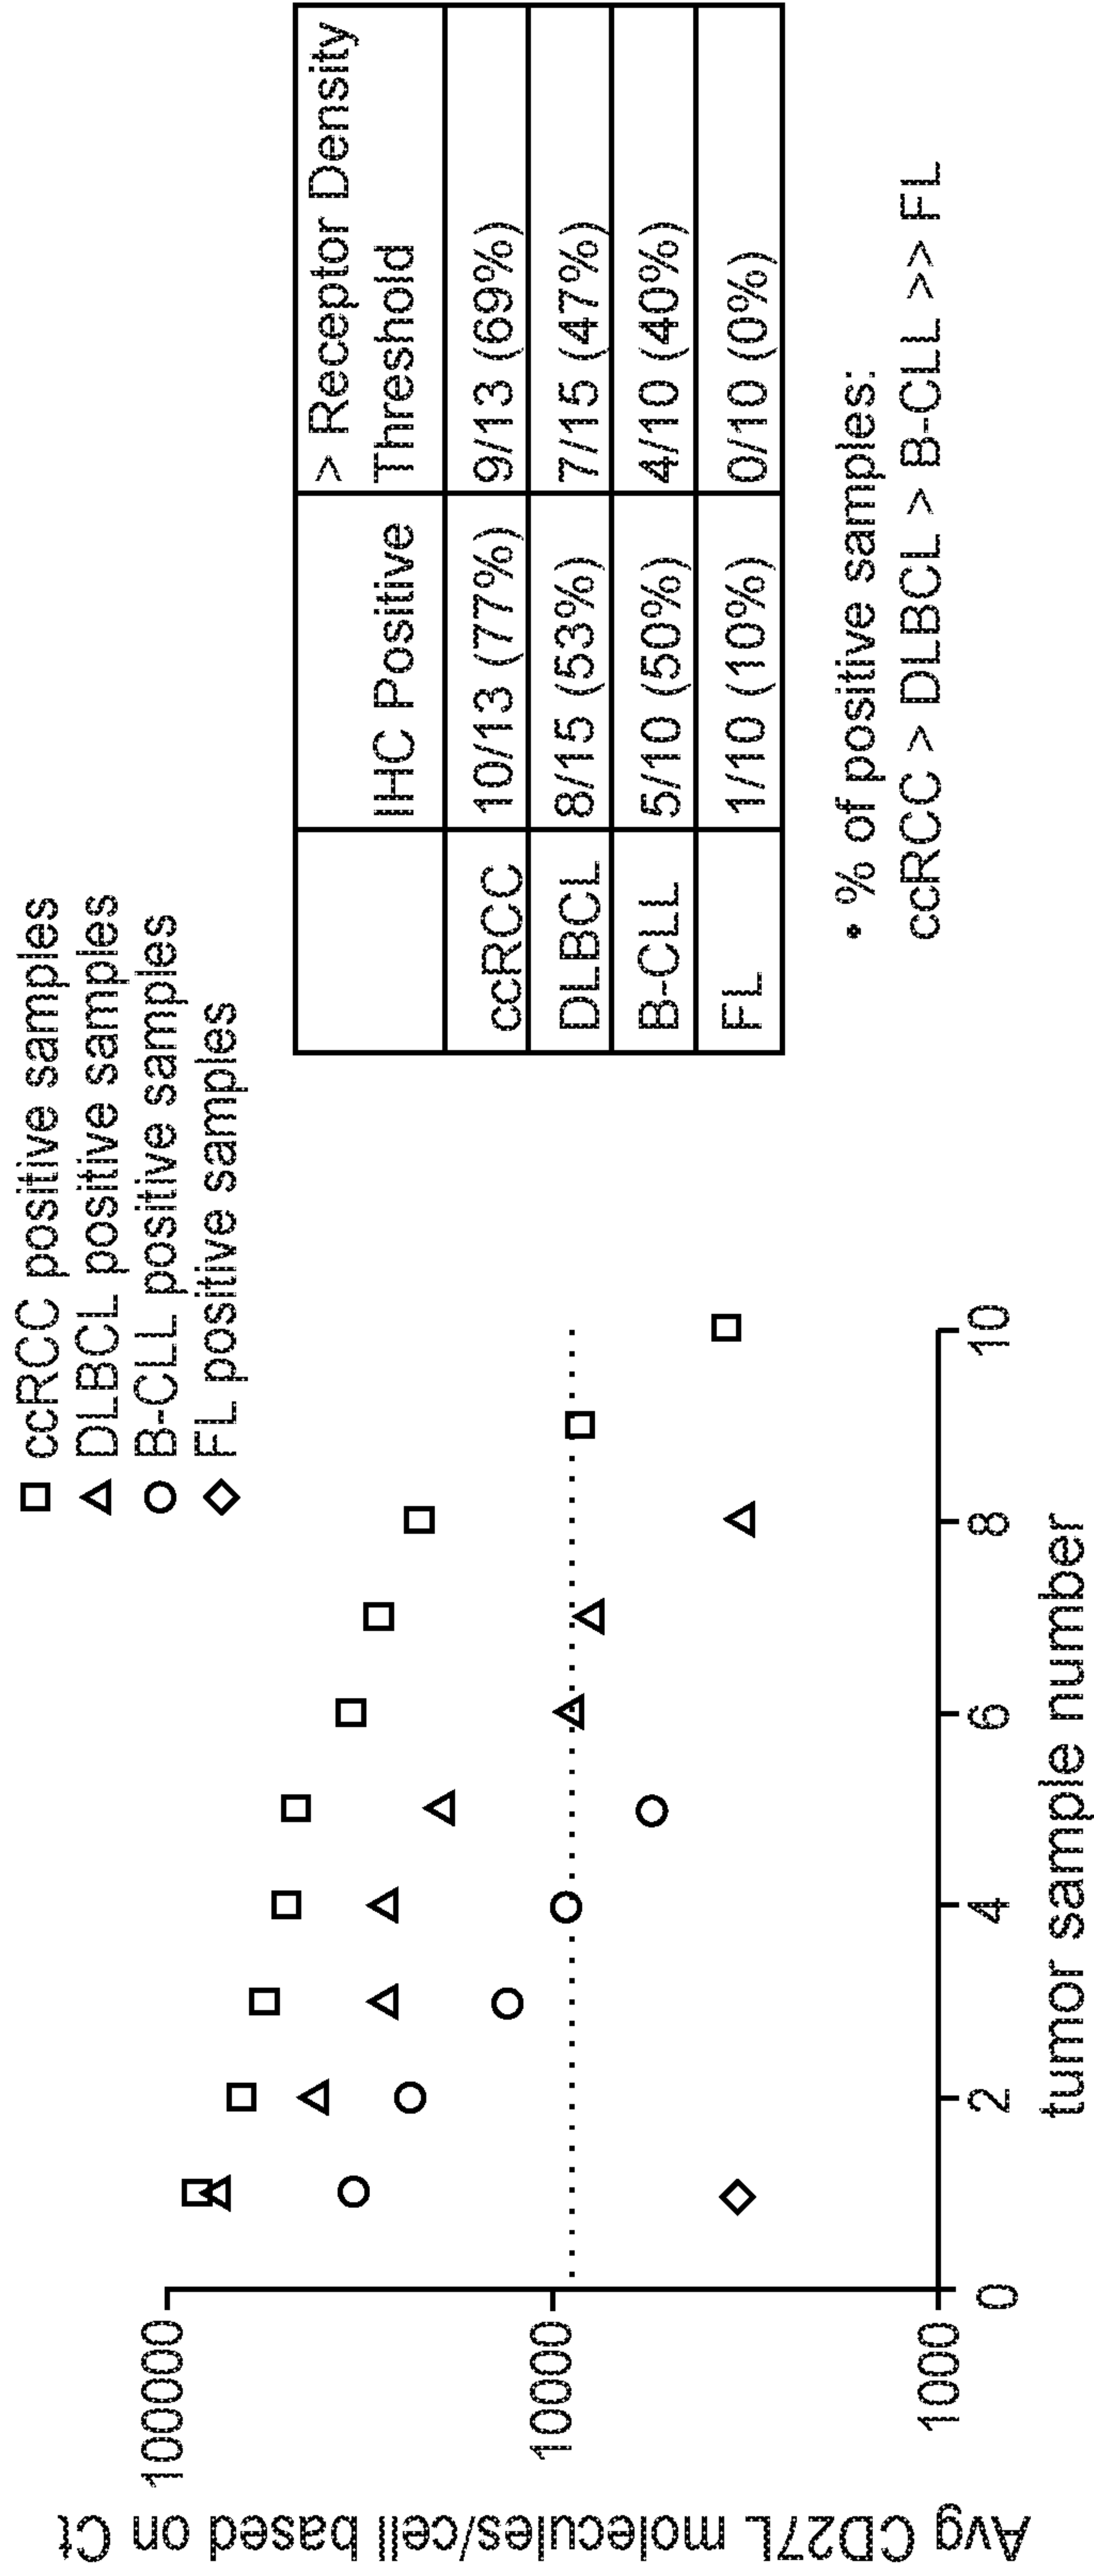 □ ccRCC positive samples
△ DLBCL positive samples
○ B-CLL positive samples
◇ FL positive samples
Avg CD27L molecules/cell based on Ct
100000
10000
1000
0 2 4 6 8 10
tumor sample number
IHC Positive > Receptor Density
Threshold
ccRCC 10/13 (77%) 9/13 (69%)
DLBCL 8/15 (53%) 7/15 (47%)
B-CLL 5/10 (50%) 4/10 (40%)
FL 1/10 (10%) 0/10 (0%)
• % of positive samples:
ccRCC > DLBCL > B-CLL >> FL